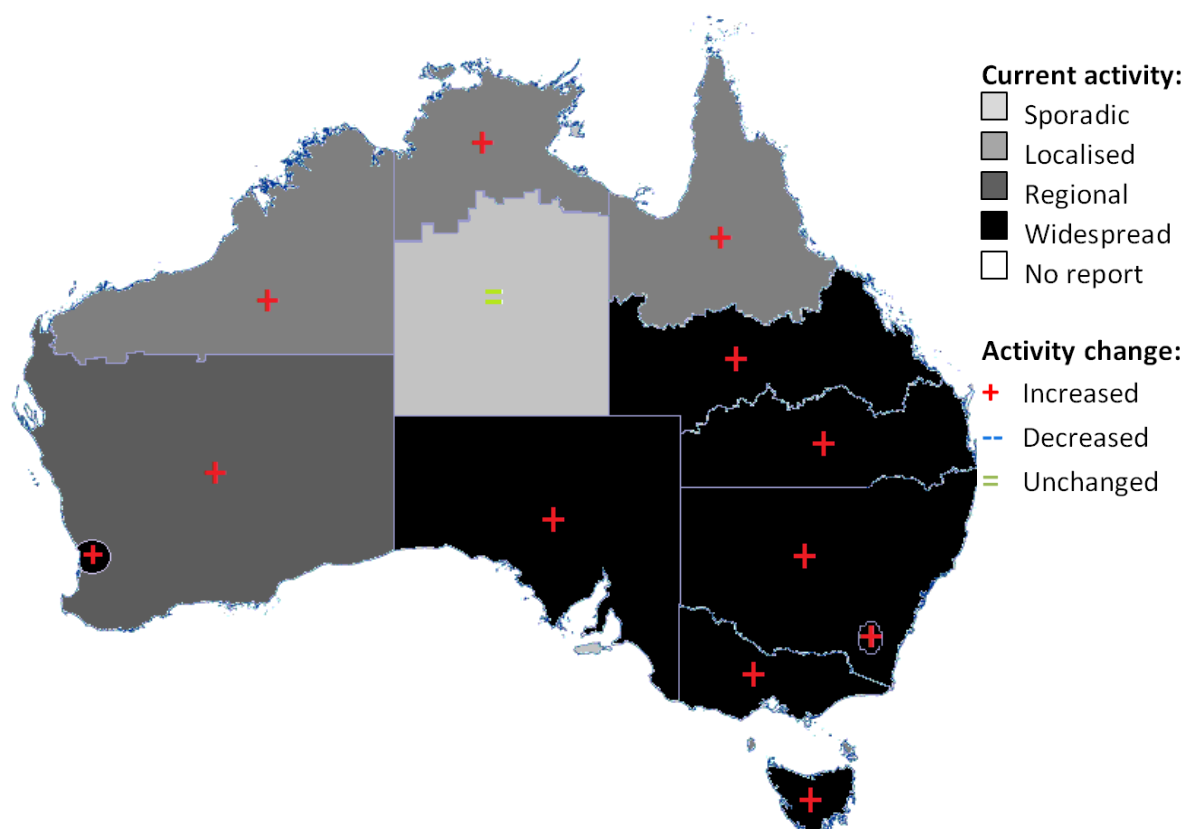 Current activity:
Sporadic
Localised
Regional
Widespread
No report
Activity change:
+ Increased
-- Decreased
= Unchanged